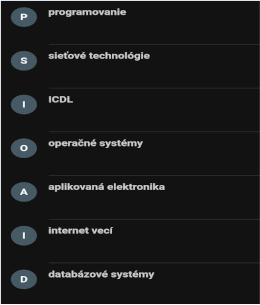 P programovanie
S sieťové technológie
I ICDL
O operačné systémy
A aplikovaná elektronika
I internet vecí
D databázové systémy